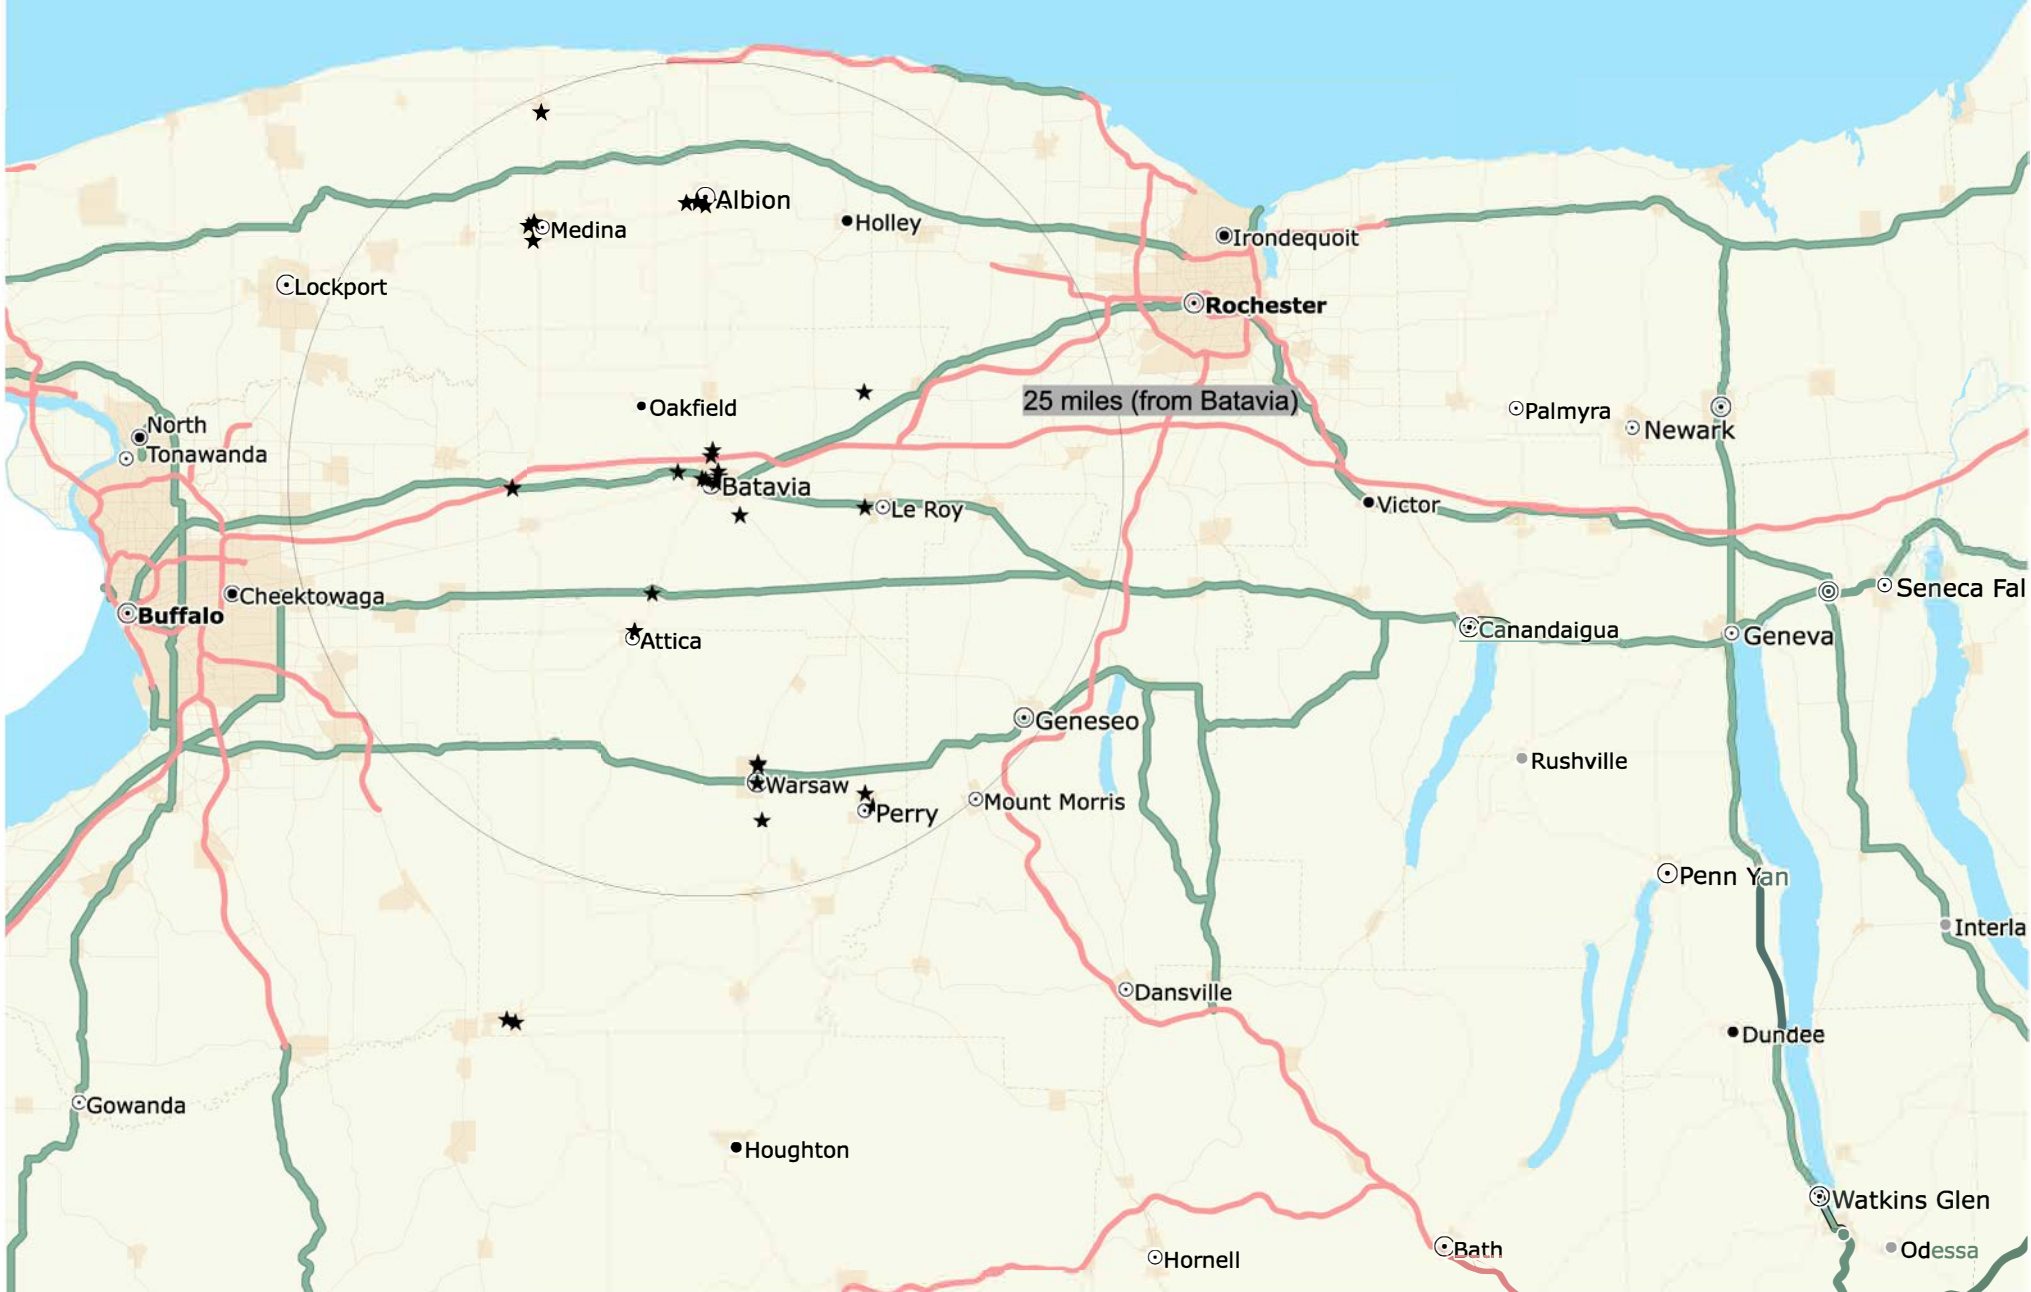 Albion
Medina
Holley
Irondequoit
Lockport
Rochester
25 miles (from Batavia)
Oakfield
Palmyra
North
Tonawanda
Newark
Batavia
Le Roy
Victor
Cheektowaga
Buffalo
Seneca Fal
Attica
Canandaigua
Geneva
Geneseo
Rushville
Warsaw
Mount Morris
Perry
Penn Yan
Interla
Dansville
Dundee
Gowanda
Houghton
Watkins Glen
Hornell
Bath
Odessa